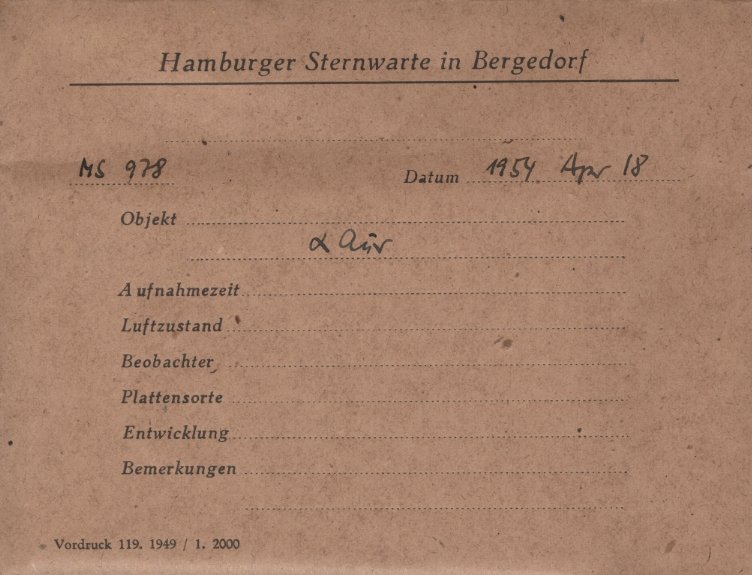 Hamburger Sternwarte in Bergedorf
MS 978 Datum 1954 Apr 18
Objekt
α Aur
Aufnahmezeit
Luftzustand
Beobachter
Plattensorte
Entwicklung
Bemerkungen
Vordruck 119. 1949 / 1. 2000